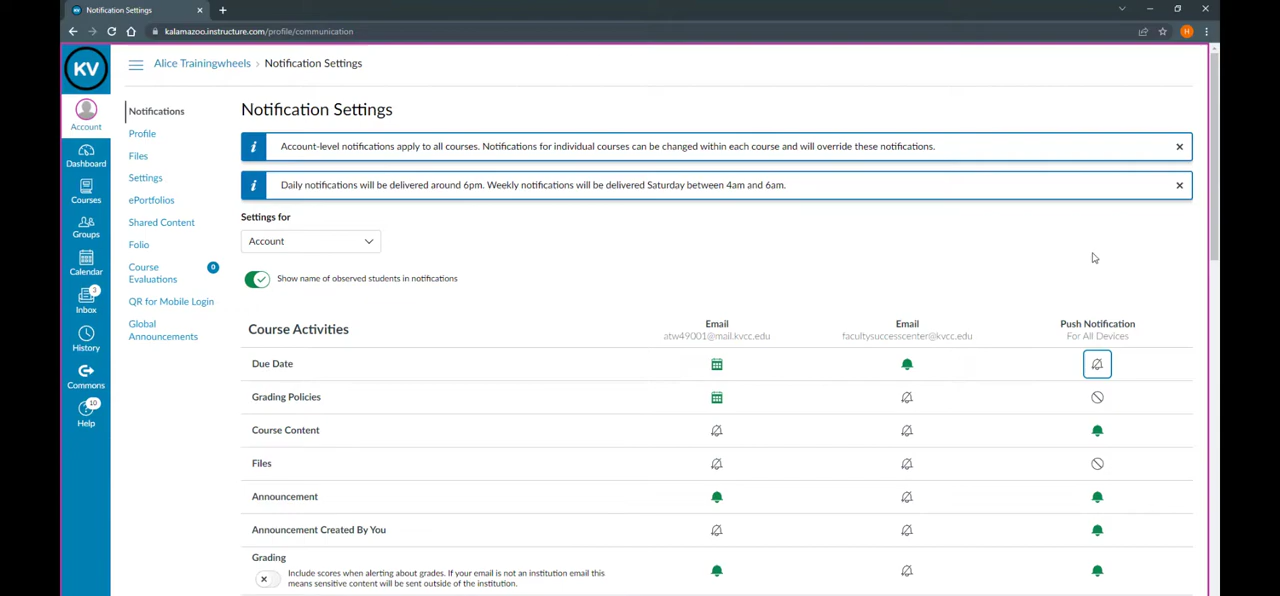 Notification Settings
kalamazoo.instructure.com/profile/communication
H
KV
Alice Trainingwheels > Notification Settings
Account
Dashboard
Courses
Groups
Calendar
3
Inbox
History
Commons
10
Help
Notifications
Profile
Files
Settings
ePortfolios
Shared Content
Folio
Course
Evaluations
0
QR for Mobile Login
Global
Announcements
Notification Settings
i Account-level notifications apply to all courses. Notifications for individual courses can be changed within each course and will override these notifications.
i Daily notifications will be delivered around 6pm. Weekly notifications will be delivered Saturday between 4am and 6am.
Settings for
Account
Show name of observed students in notifications
Course Activities
Email
atw49001@mail.kvcc.edu
Email
facultysuccesscenter@kvcc.edu
Push Notification
For All Devices
Due Date
Grading Policies
Course Content
Files
Announcement
Announcement Created By You
Grading
Include scores when alerting about grades. If your email is not an institution email this
means sensitive content will be sent outside of the institution.